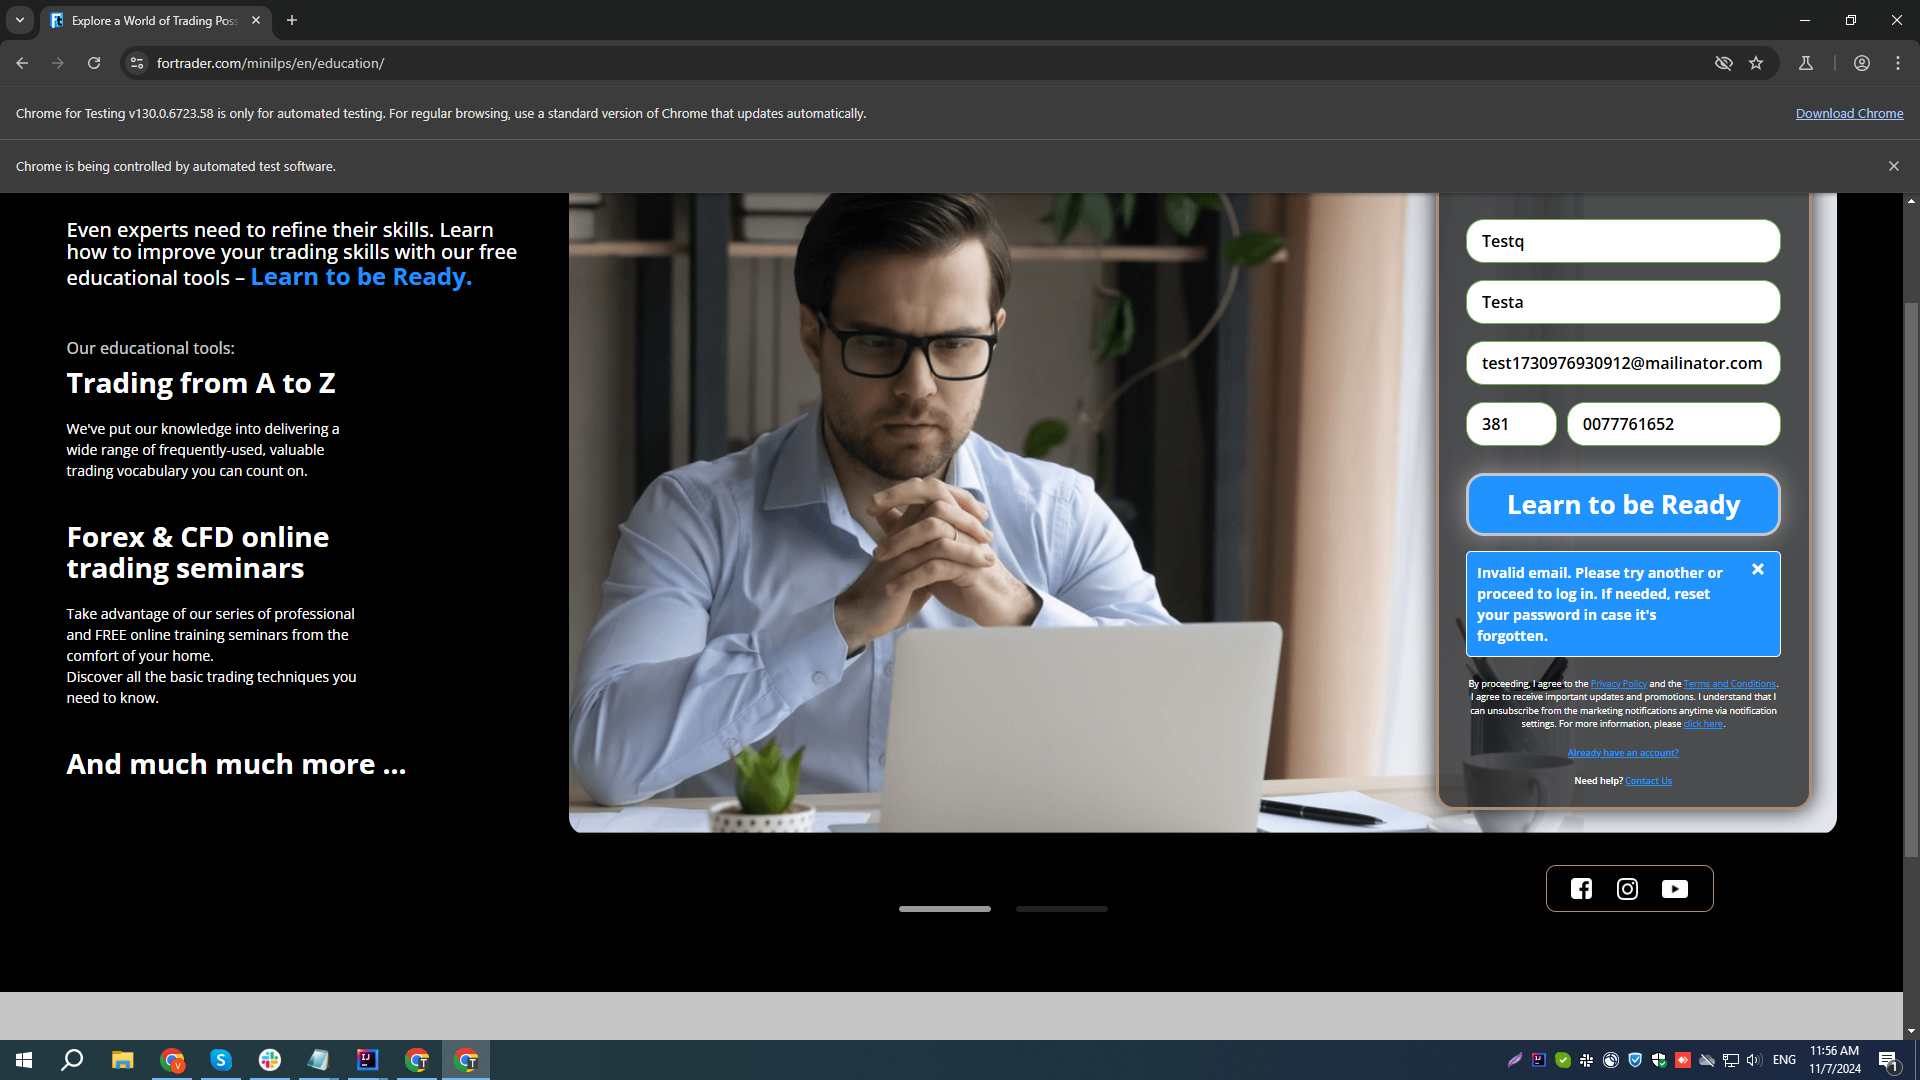 Explore a World of Trading Poss
fortrader.com/minilps/en/education/
Chrome for Testing v130.0.6723.58 is only for automated testing. For regular browsing, use a standard version of Chrome that updates automatically.
Download Chrome
Chrome is being controlled by automated test software.
Even experts need to refine their skills. Learn
how to improve your trading skills with our free
educational tools – Learn to be Ready.
Our educational tools:
Trading from A to Z
We've put our knowledge into delivering a
wide range of frequently-used, valuable
trading vocabulary you can count on.
Forex & CFD online
trading seminars
Take advantage of our series of professional
and FREE online training seminars from the
comfort of your home.
Discover all the basic trading techniques you
need to know.
And much much more ...
Testq
Testa
test1730976930912@mailinator.com
381
0077761652
Learn to be Ready
Invalid email. Please try another or
proceed to log in. If needed, reset
your password in case it's
forgotten.
By proceeding, I agree to the Privacy Policy and the Terms and Conditions.
I agree to receive important updates and promotions. I understand that I
can unsubscribe from the marketing notifications anytime via notification
settings. For more information, please click here.
Already have an account?
Need help? Contact Us
ENG
11:56 AM
11/7/2024
1